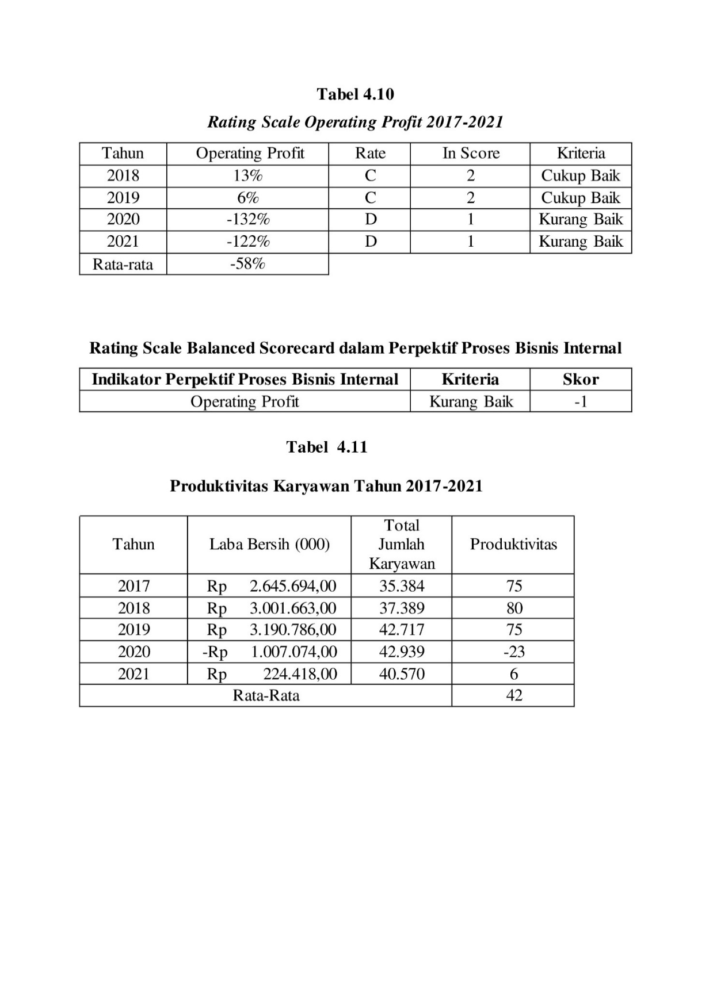 Tabel 4.10
Rating Scale Operating Profit 2017-2021
Tahun Operating Profit Rate In Score Kriteria
2018 13% C 2 Cukup Baik
2019 6% C 2 Cukup Baik
2020 -132% D 1 Kurang Baik
2021 -122% D 1 Kurang Baik
Rata-rata -58%
Rating Scale Balanced Scorecard dalam Perpektif Proses Bisnis Internal
Indikator Perpektif Proses Bisnis Internal Kriteria Skor
Operating Profit Kurang Baik -1
Tabel 4.11
Produktivitas Karyawan Tahun 2017-2021
Tahun Laba Bersih (000) Total Jumlah Karyawan Produktivitas
2017 Rp 2.645.694,00 35.384 75
2018 Rp 3.001.663,00 37.389 80
2019 Rp 3.190.786,00 42.717 75
2020 -Rp 1.007.074,00 42.939 -23
2021 Rp 224.418,00 40.570 6
Rata-Rata 42